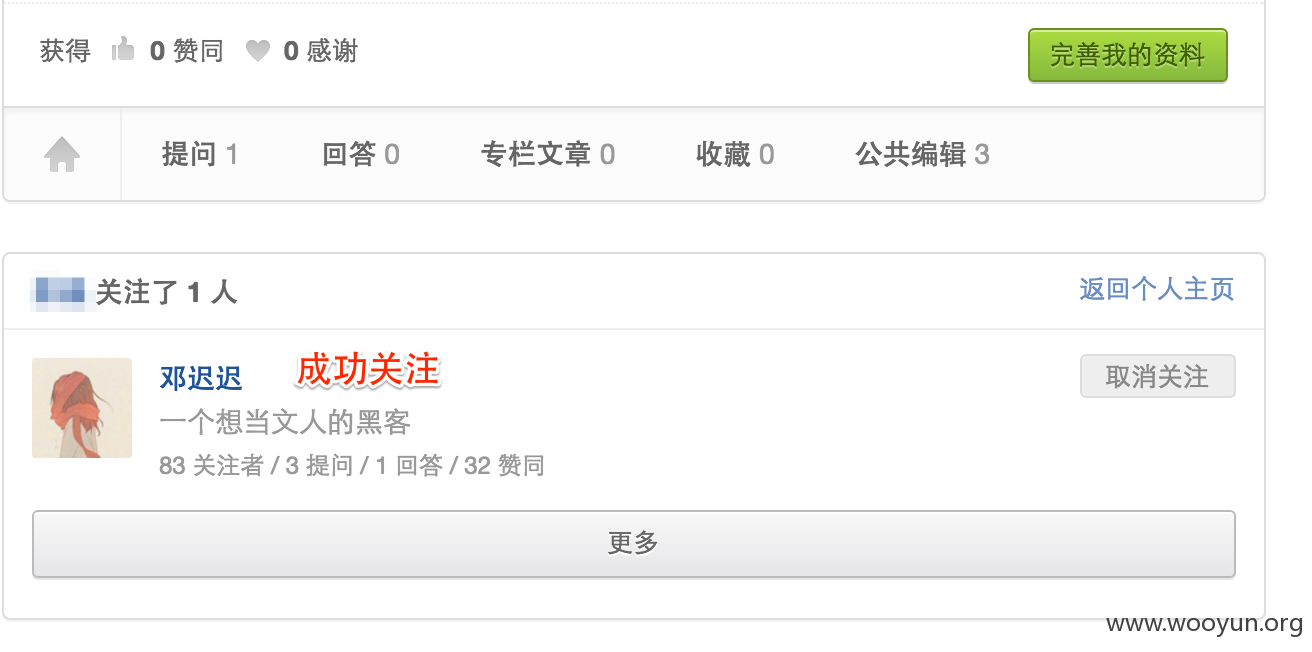 获得 0 赞同 0 感谢
完善我的资料
提问 1 回答 0 专栏文章 0 收藏 0 公共编辑 3
关注了 1 人
返回个人主页
邓迟迟
成功关注
取消关注
一个想当文人的黑客
83 关注者 / 3 提问 / 1 回答 / 32 赞同
更多
www.wooyun.org